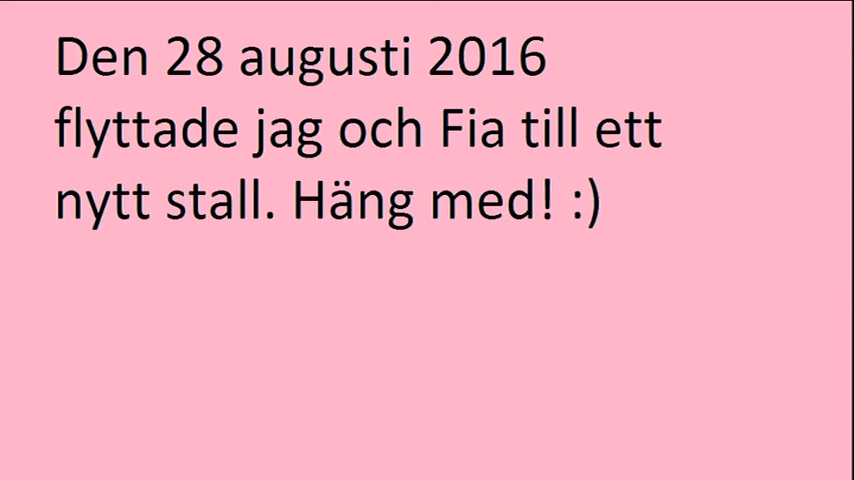 Den 28 augusti 2016
flyttade jag och Fia till ett
nytt stall. Häng med! :)